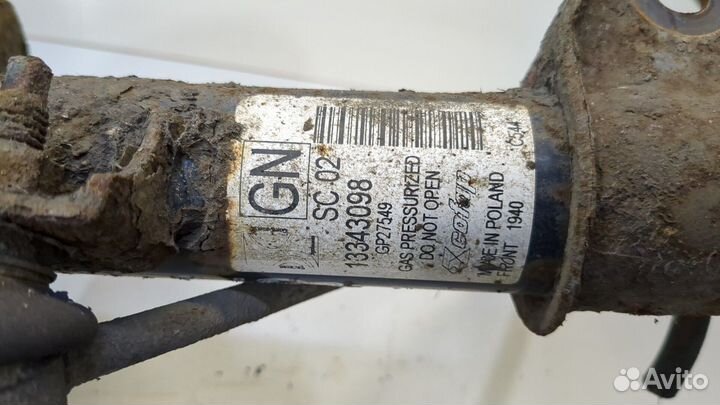 GN
SC 02
13343098
GP27549
GAS PRESSURIZED
DO NOT OPEN
MADE IN POLAND
FRONT 1940
Avito